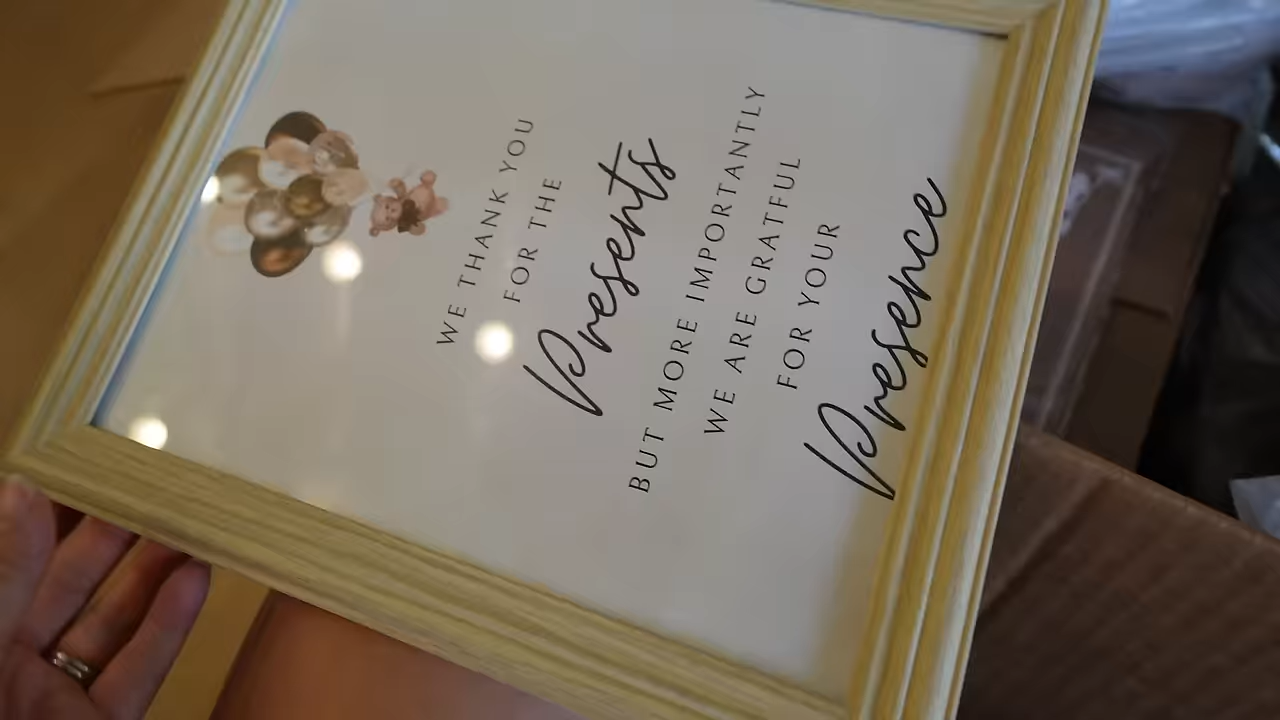 WE THANK YOU
FOR THE
Presents
BUT MORE IMPORTANTLY
WE ARE GRATFUL
FOR YOUR
Presence